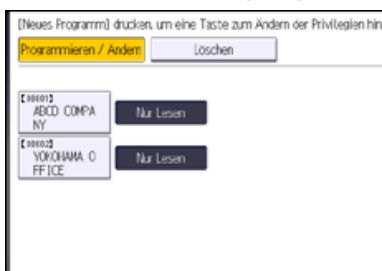 [Neues Programm] drücken, um eine Taste zum Ändern der Privilegien hin
Programmieren / Ändern
Löschen
【00001】
ABCD COMPA
NY
Nur Lesen
【00002】
YOKOHAMA O
FFICE
Nur Lesen